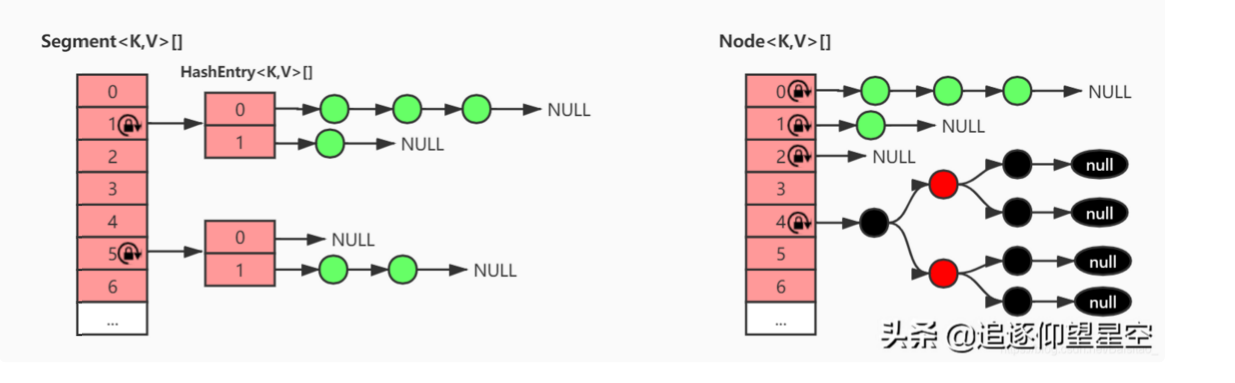 Segment<K,V>[]
HashEntry<K,V>[]
0
1
2
3
4
5
6
...
0
1
NULL
NULL
0
1
NULL
NULL
Node<K,V>[]
0
1
2
3
4
5
6
...
NULL
NULL
NULL
null
null
null
null
头条 @追逐仰望星空